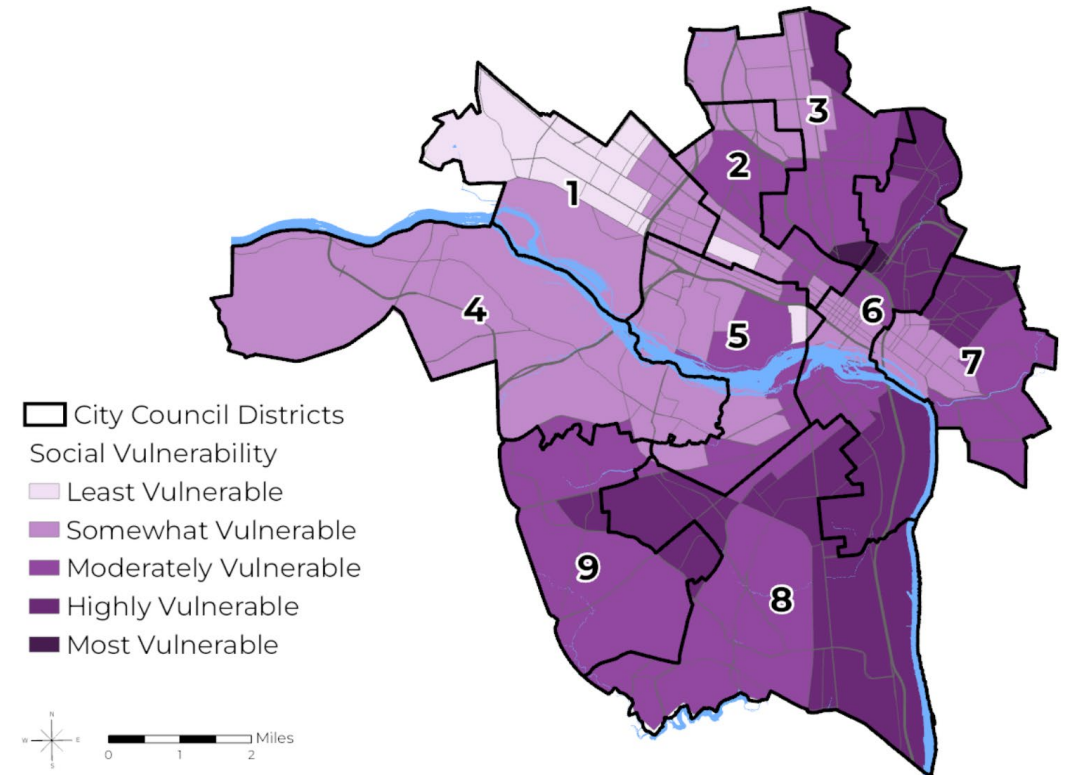 3
2
1
4
6
5
7
City Council Districts
Social Vulnerability
Least Vulnerable
Somewhat Vulnerable
Moderately Vulnerable
9
Highly Vulnerable
8
Most Vulnerable
N
W E
S
Miles
0 1 2